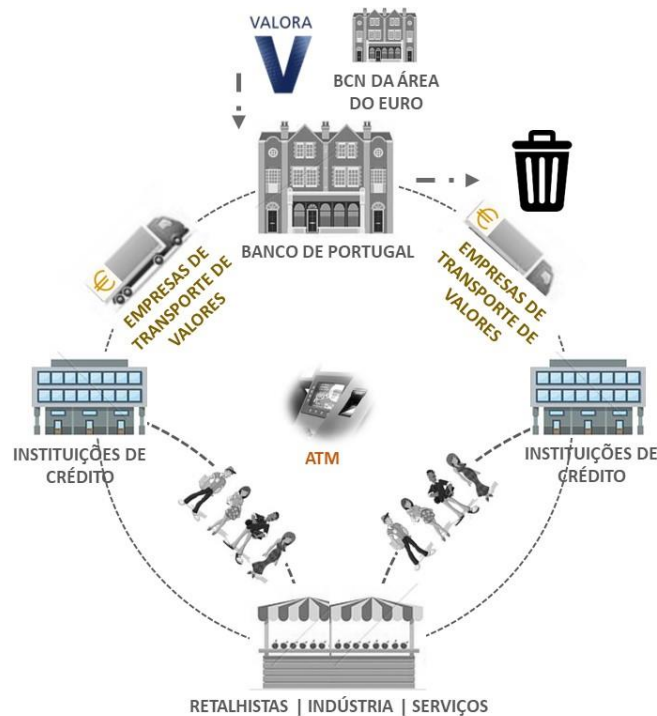 VALORA
V
BCN DA ÁREA
DO EURO
BANCO DE PORTUGAL
€
EMPRESAS DE
TRANSPORTE DE
VALORES
€
EMPRESAS DE
TRANSPORTE DE
VALORES
INSTITUIÇÕES DE
CRÉDITO
ATM
INSTITUIÇÕES DE
CRÉDITO
RETALHISTAS | INDÚSTRIA | SERVIÇOS